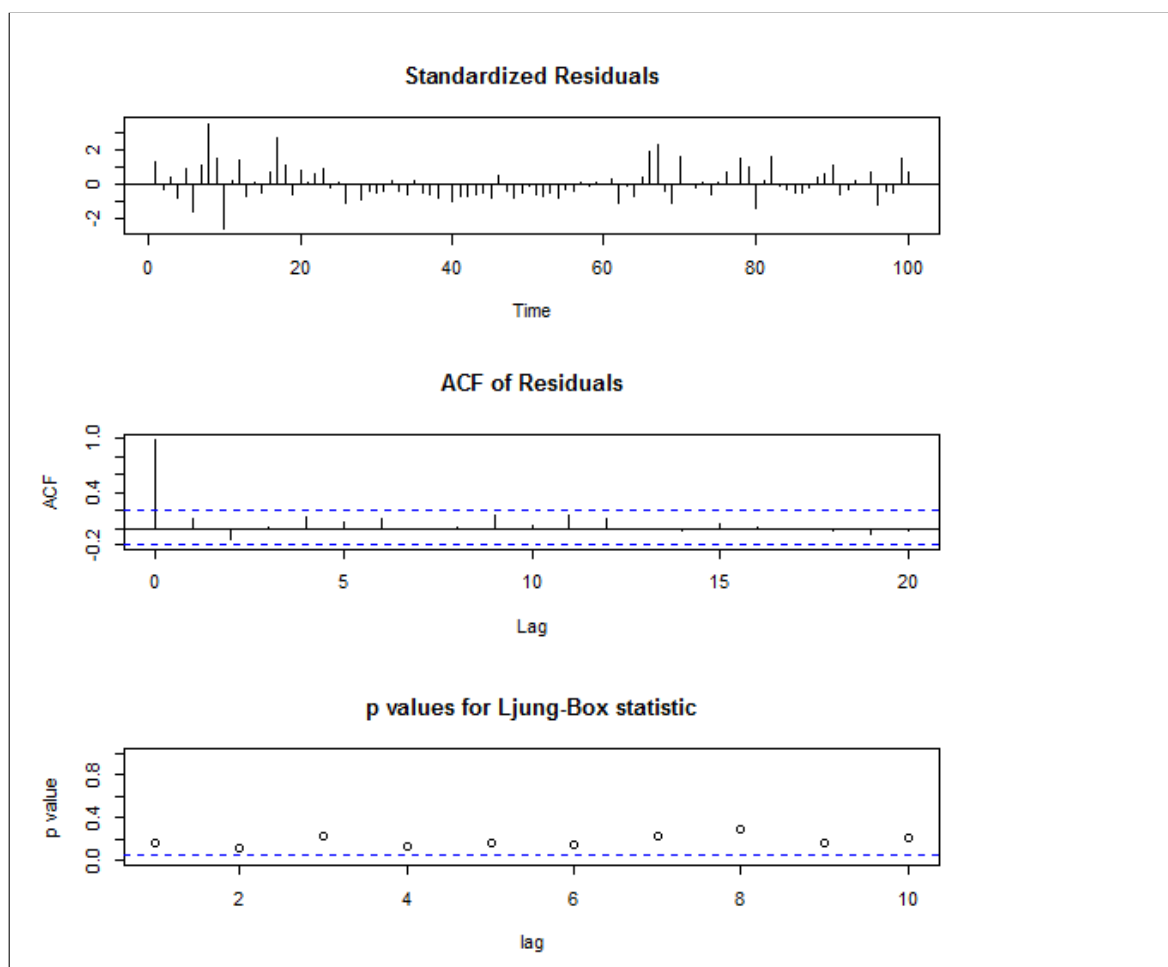 Standardized Residuals
2
0
-2
0 20 40 60 80 100
Time
ACF of Residuals
1.0
0.4
-0.2
ACF
0 5 10 15 20
Lag
p values for Ljung-Box statistic
0.8
0.4
0.0
p value
2 4 6 8 10
lag